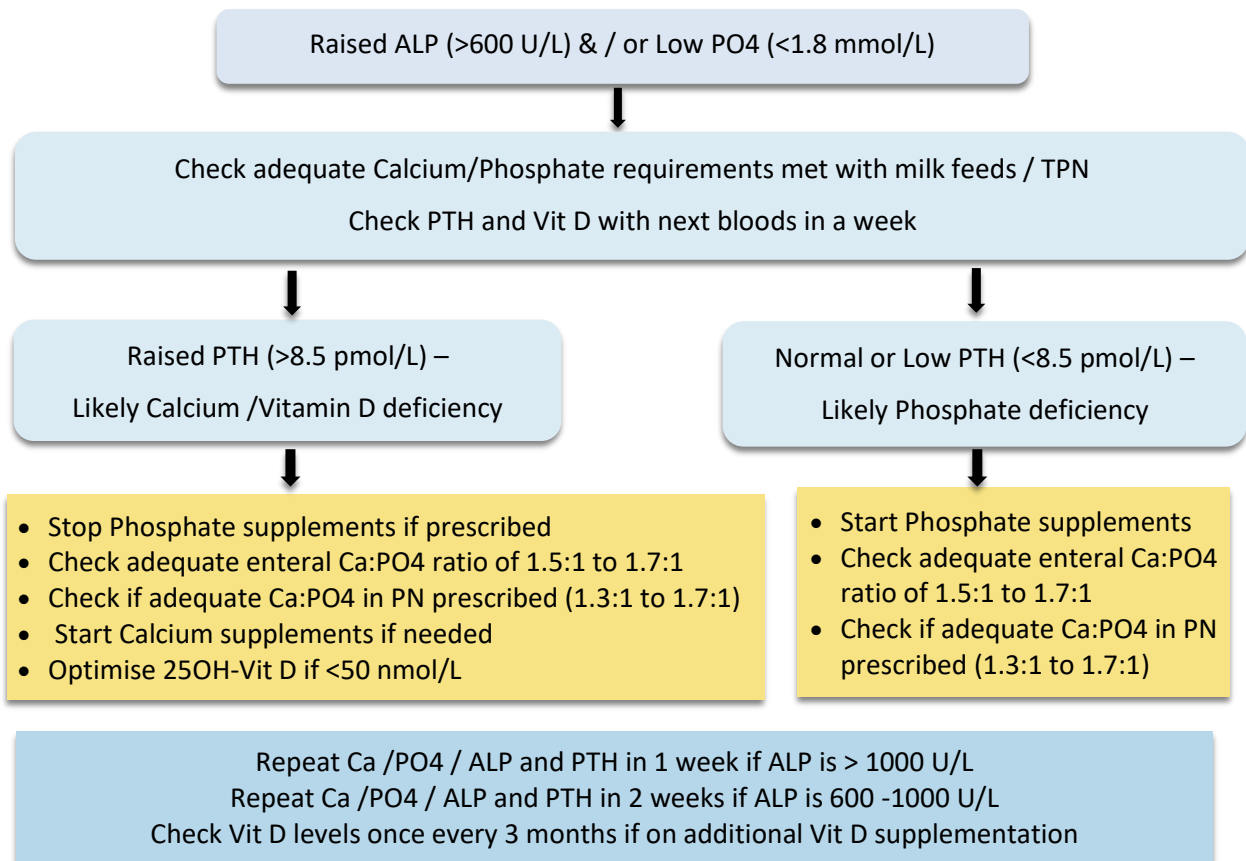 Raised ALP (>600 U/L) & / or Low PO4 (<1.8 mmol/L)
Check adequate Calcium/Phosphate requirements met with milk feeds / TPN
Check PTH and Vit D with next bloods in a week
Raised PTH (>8.5 pmol/L) –
Likely Calcium /Vitamin D deficiency
Normal or Low PTH (<8.5 pmol/L) –
Likely Phosphate deficiency
• Stop Phosphate supplements if prescribed
• Check adequate enteral Ca:PO4 ratio of 1.5:1 to 1.7:1
• Check if adequate Ca:PO4 in PN prescribed (1.3:1 to 1.7:1)
• Start Calcium supplements if needed
• Optimise 25OH-Vit D if <50 nmol/L
• Start Phosphate supplements
• Check adequate enteral Ca:PO4
ratio of 1.5:1 to 1.7:1
• Check if adequate Ca:PO4 in PN
prescribed (1.3:1 to 1.7:1)
Repeat Ca /PO4 / ALP and PTH in 1 week if ALP is > 1000 U/L
Repeat Ca /PO4 / ALP and PTH in 2 weeks if ALP is 600 -1000 U/L
Check Vit D levels once every 3 months if on additional Vit D supplementation